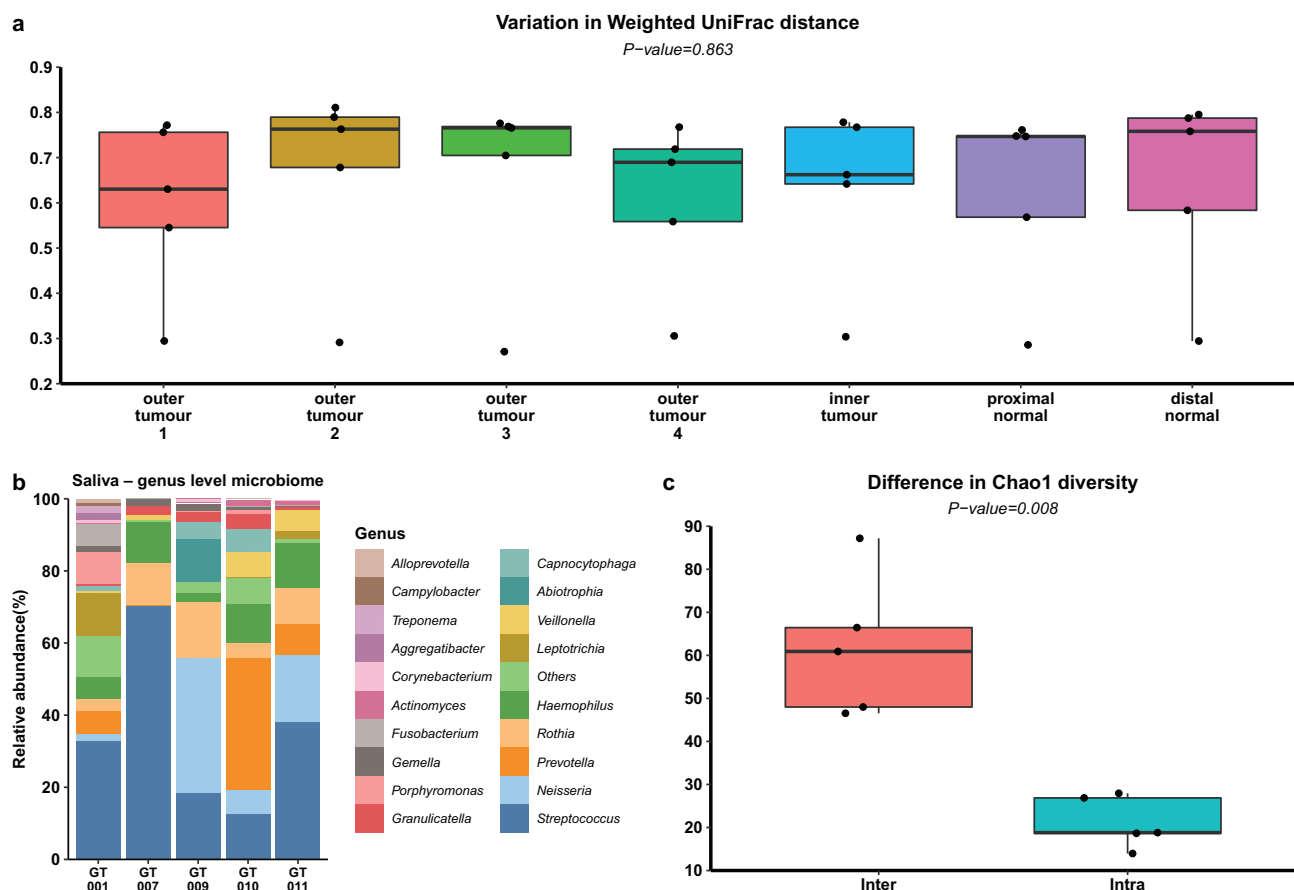 a
Variation in Weighted UniFrac distance
P−value=0.863
0.9
0.8
0.7
0.6
0.5
0.4
0.3
0.2
outer tumour 1
outer tumour 2
outer tumour 3
outer tumour 4
inner tumour
proximal normal
distal normal
b
Saliva – genus level microbiome
Relative abundance(%)
100
80
60
40
20
0
GT 001
GT 007
GT 009
GT 010
GT 011
Genus
Alloprevotella
Campylobacter
Treponema
Aggregatibacter
Corynebacterium
Actinomyces
Fusobacterium
Gemella
Porphyromonas
Granulicatella
Capnocytophaga
Abiotrophia
Veillonella
Leptotrichia
Others
Haemophilus
Rothia
Prevotella
Neisseria
Streptococcus
c
Difference in Chao1 diversity
P−value=0.008
90
80
70
60
50
40
30
20
10
Inter
Intra